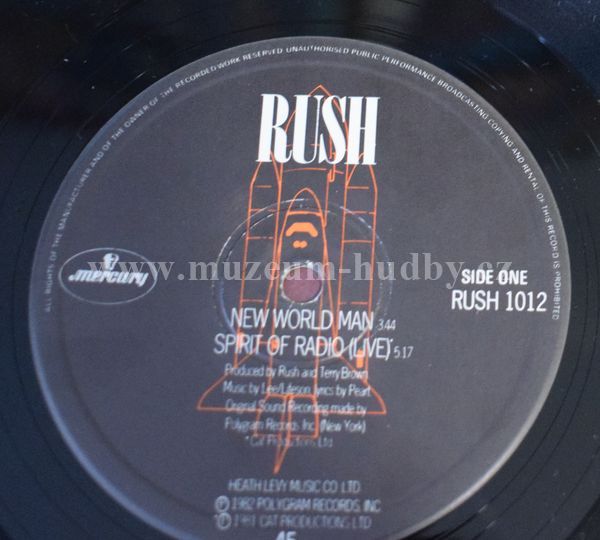 ALL RIGHTS OF THE MANUFACTURER AND OF THE OWNER OF THE RECORDED WORK RESERVED. UNAUTHORISED PUBLIC PERFORMANCE BROADCASTING COPYING AND RENTAL OF THIS RECORD IS PROHIBITED
RUSH
mercury
www.muzeum-hudby.cz
SIDE ONE
RUSH 1012
NEW WORLD MAN 3.44
SPIRIT OF RADIO (LIVE)* 5.17
Produced by Rush and Terry Brown
Music by Lee/Lifeson, lyrics by Peart
Original Sound Recording made by
Polygram Records Inc. (New York)
*Cat Productions Ltd.
HEATH LEVY MUSIC CO LTD
Ⓟ 1982 POLYGRAM RECORDS, INC
*Ⓟ 1981 CAT PRODUCTIONS LTD
45